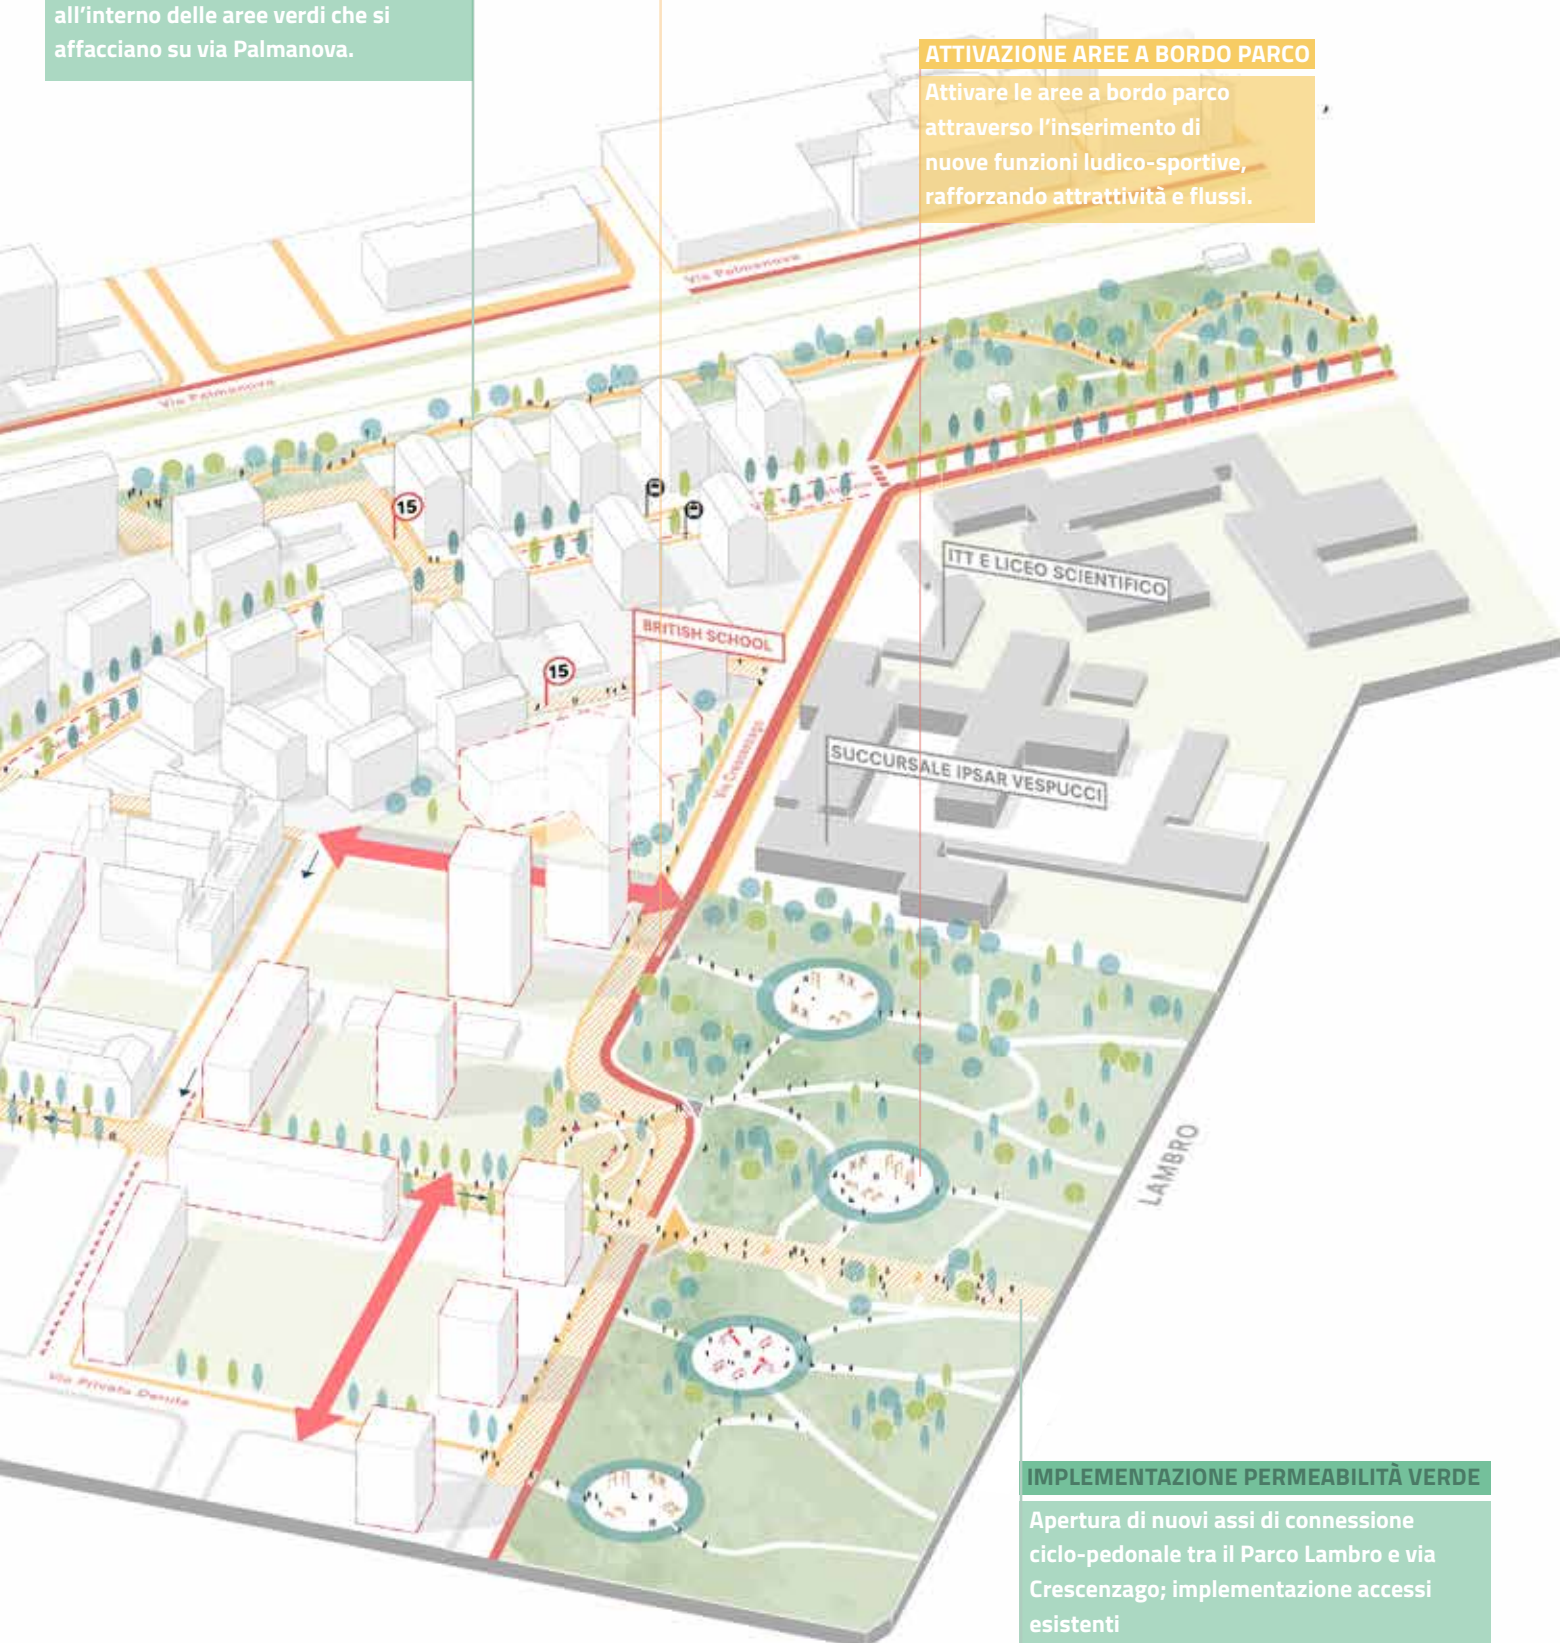 all’interno delle aree verdi che si
affacciano su via Palmanova.
ATTIVAZIONE AREE A BORDO PARCO
Attivare le aree a bordo parco
attraverso l’inserimento di
nuove funzioni ludico-sportive,
rafforzando attrattività e flussi.
Via Palmanova
Via Palmanova
15
ITT E LICEO SCIENTIFICO
BRITISH SCHOOL
15
Via Crescenzago
SUCCURSALE IPSAR VESPUCCI
LAMBRO
Via Privata Deruta
IMPLEMENTAZIONE PERMEABILITÀ VERDE
Apertura di nuovi assi di connessione
ciclo-pedonale tra il Parco Lambro e via
Crescenzago; implementazione accessi
esistenti